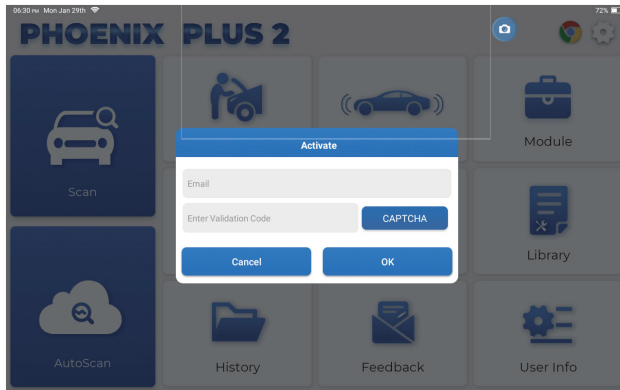 06:30 PM Mon Jan 29th
72%
PHOENIX PLUS 2
Module
Activate
Email
Scan
Enter Validation Code
CAPTCHA
Library
Cancel
OK
AutoScan
History
Feedback
User Info